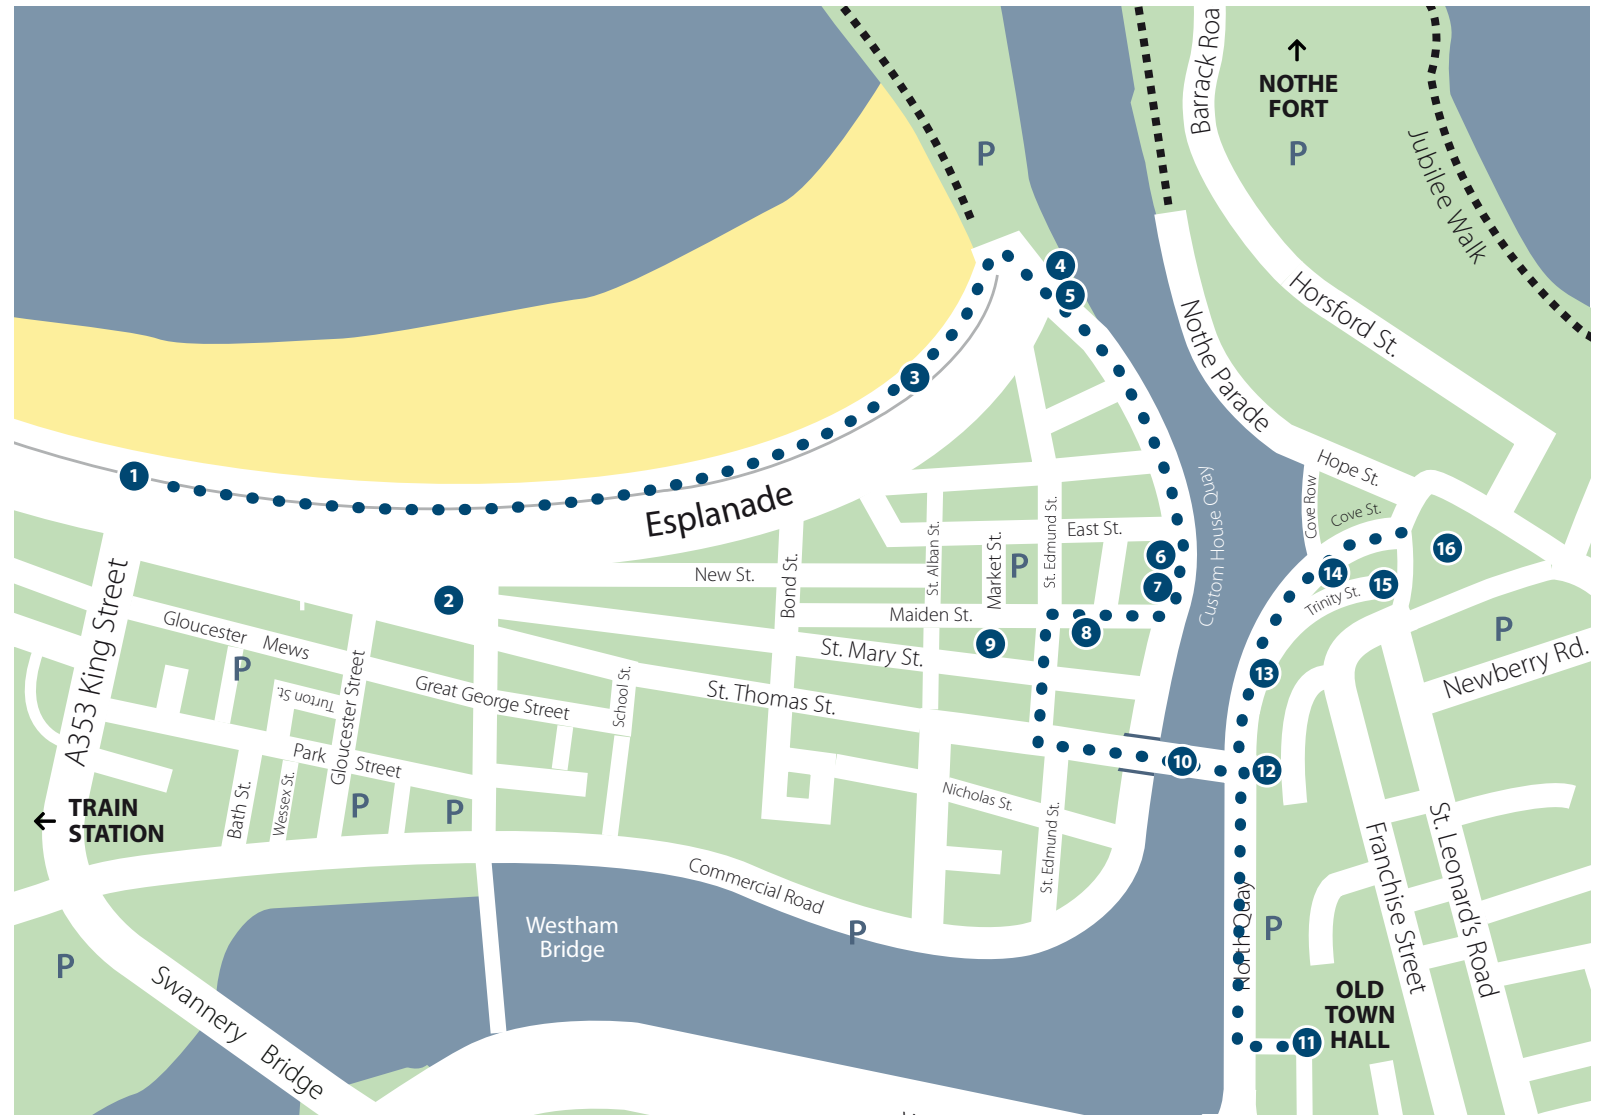 Barrack Roa
NOTHE
FORT
P
P
Jubilee Walk
4
5
Horsford St.
Nothe Parade
3
1
Hope St.
Cove Row
Cove St.
Esplanade
Custom House Quay
St. Edmund St.
East St.
St. Alban St.
Market St.
P
6
7
16
14
15
Trinity St.
New St.
Bond St.
2
Maiden St.
8
9
P
A353 King Street
Gloucester Mews
P
St. Mary St.
13
Newberry Rd.
Turton St.
Gloucester Street
Great George Street
School St.
St. Thomas St.
Park Street
10
12
TRAIN
STATION
Bath St.
Wessex St.
P
P
Nicholas St.
St. Edmund St.
Commercial Road
P
Franchise Street
St. Leonard's Road
Westham
Bridge
North Quay
P
P
Swannery Bridge
OLD
TOWN
HALL
11